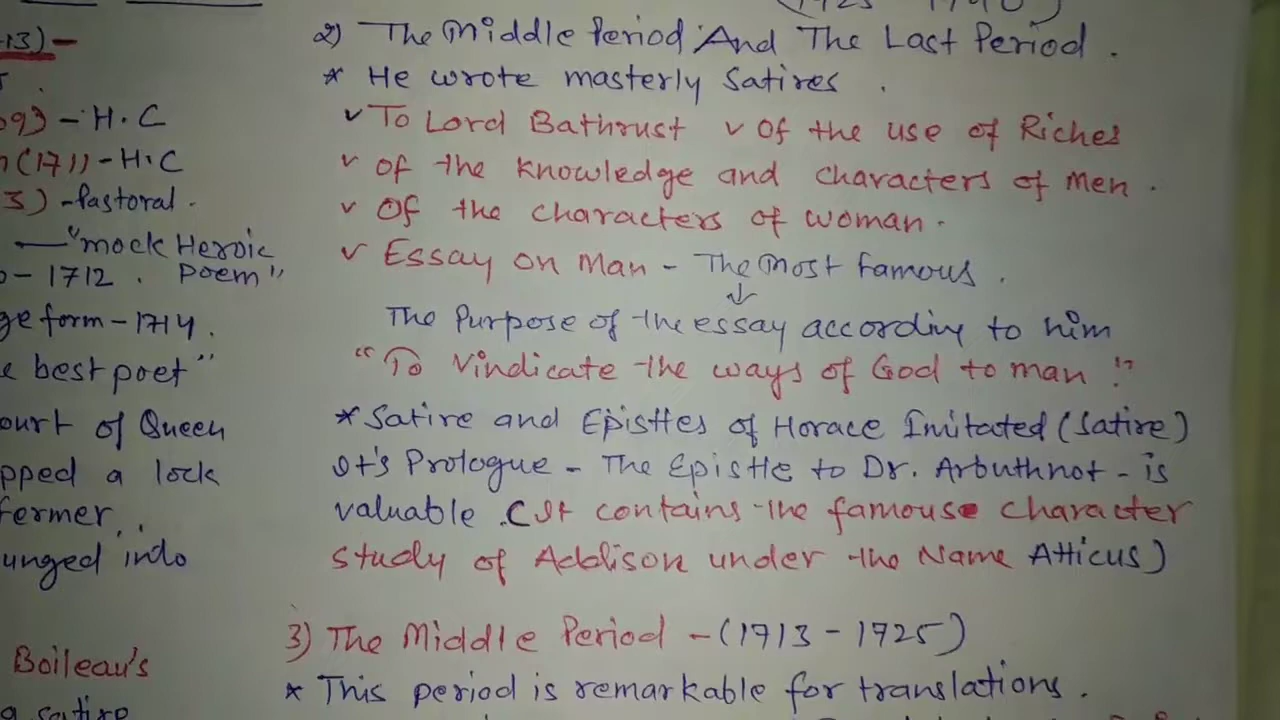 13) -
2) The Middle Period And The Last Period.
* He wrote masterly Satires.
✓ To Lord Bathrust ✓ Of the use of Riches
✓ of the knowledge and characters of Men.
✓ Of the characters of woman.
✓ Essay on Man - The Most Famous.
↓
The Purpose of the essay according to him
"To Vindicate the ways of God to man !"
* Satire and Epistles of Horace Imitated (Satire)
It's Prologue - The Epistle to Dr. Arbuthnot - is
valuable. (It contains the famouse character
study of Addison under the Name Atticus)
3) The Middle Period - (1713 - 1725)
* This period is remarkable for translations.
09) - H.C
(1711) - H.C
3) - Pastoral.
"mock Heroic
- 1712. Poem"
ge form - 1714.
e best poet"
ourt of Queen
pped a lock
fermer.
unged into
Boileau's
a satire